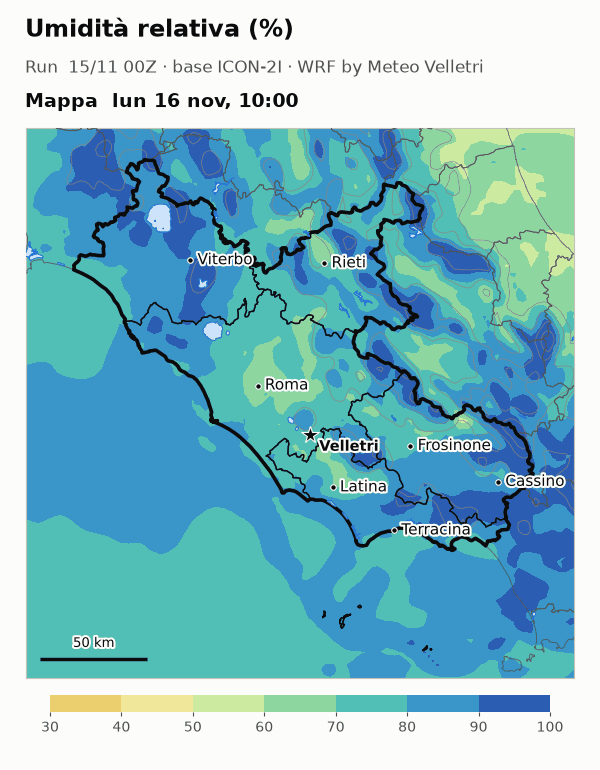 Umidità relativa (%)
Run  15/11 00Z · base ICON-2I · WRF by Meteo Velletri
Mappa  lun 16 nov, 10:00
Viterbo
Rieti
Roma
Velletri
Frosinone
Cassino
Latina
Terracina
50 km
30 40 50 60 70 80 90 100